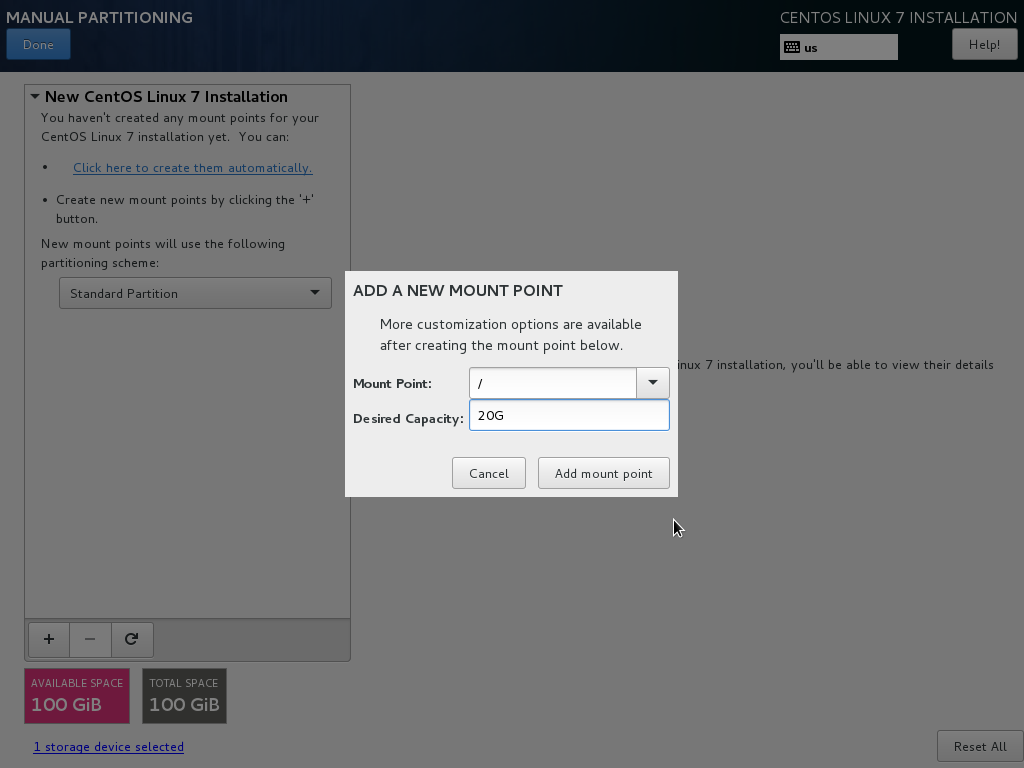 MANUAL PARTITIONING
Done
CENTOS LINUX 7 INSTALLATION
us
Help!
New CentOS Linux 7 Installation
You haven't created any mount points for your
CentOS Linux 7 installation yet. You can:
• Click here to create them automatically.
• Create new mount points by clicking the '+'
button.
New mount points will use the following
partitioning scheme:
Standard Partition
ADD A NEW MOUNT POINT
More customization options are available
after creating the mount point below.
Mount Point:
/
Desired Capacity:
20G
Cancel
Add mount point
7 installation, you'll be able to view their details
+
−
AVAILABLE SPACE
100 GiB
TOTAL SPACE
100 GiB
1 storage device selected
Reset All